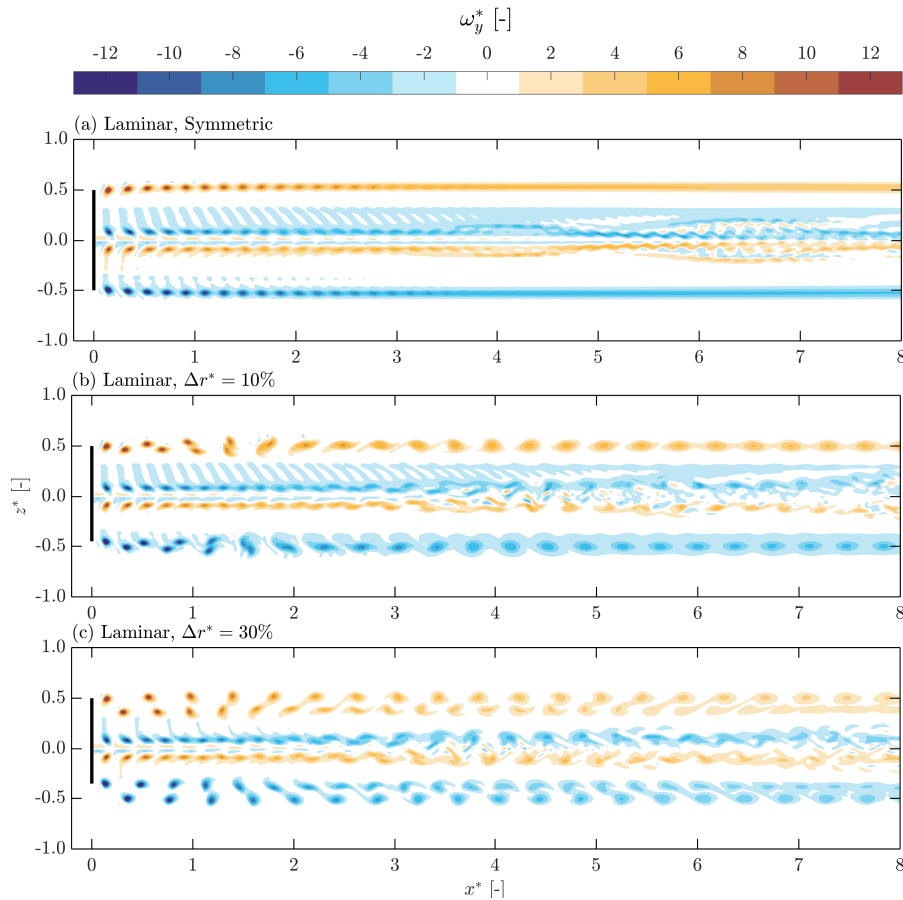 ω_y^* [-]
-12 -10 -8 -6 -4 -2 0 2 4 6 8 10 12
(a) Laminar, Symmetric
1.0
0.5
0.0
-0.5
-1.0
0 1 2 3 4 5 6 7 8
(b) Laminar, Δr* = 10%
1.0
0.5
0.0
-0.5
-1.0
z* [-]
0 1 2 3 4 5 6 7 8
(c) Laminar, Δr* = 30%
1.0
0.5
0.0
-0.5
-1.0
0 1 2 3 4 5 6 7 8
x* [-]